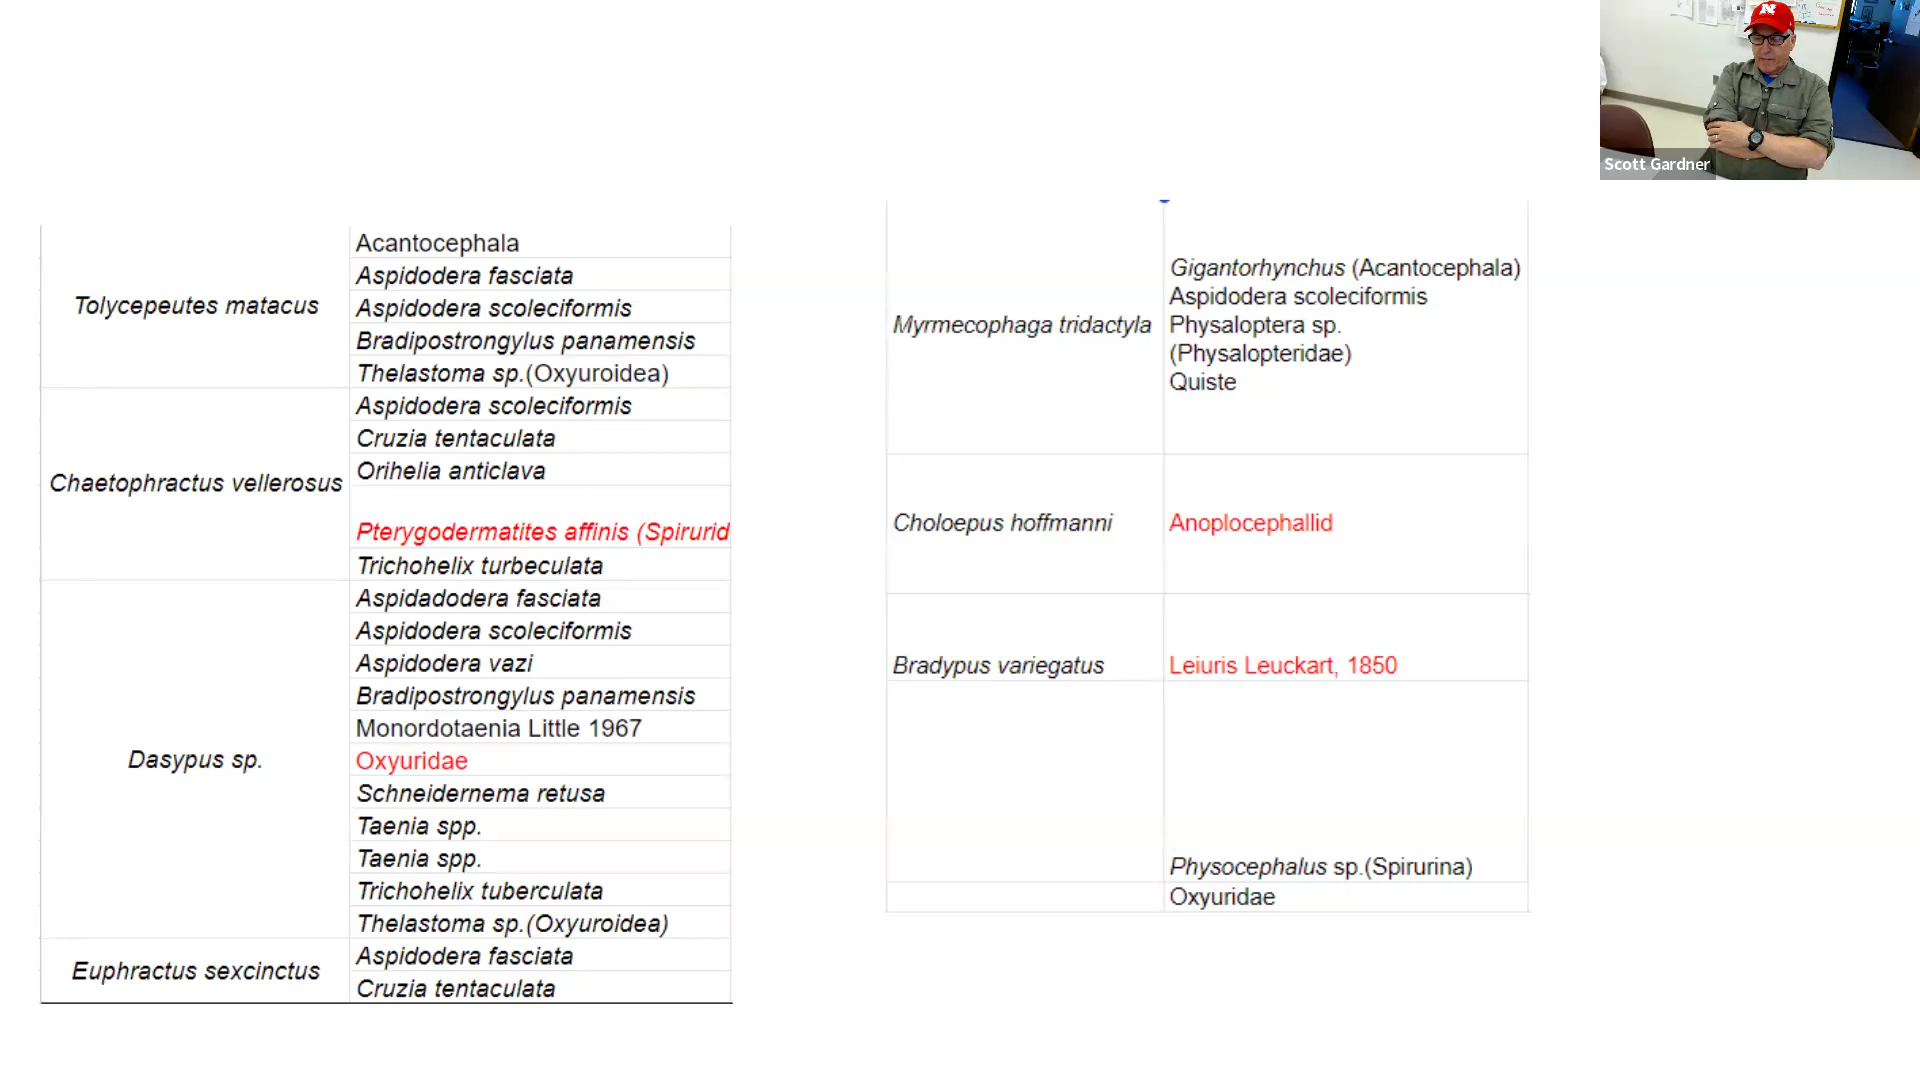 N
Scott Gardner
Tolycepeutes matacus
Acantocephala
Aspidodera fasciata
Aspidodera scoleciformis
Bradipostrongylus panamensis
Thelastoma sp.(Oxyuroidea)
Chaetophractus vellerosus
Aspidodera scoleciformis
Cruzia tentaculata
Orihelia anticlava
Pterygodermatites affinis (Spirurid
Trichohelix turbeculata
Dasypus sp.
Aspidadodera fasciata
Aspidodera scoleciformis
Aspidodera vazi
Bradipostrongylus panamensis
Monordotaenia Little 1967
Oxyuridae
Schneidernema retusa
Taenia spp.
Taenia spp.
Trichohelix tuberculata
Thelastoma sp.(Oxyuroidea)
Euphractus sexcinctus
Aspidodera fasciata
Cruzia tentaculata
Myrmecophaga tridactyla
Gigantorhynchus (Acantocephala)
Aspidodera scoleciformis
Physaloptera sp.
(Physalopteridae)
Quiste
Choloepus hoffmanni
Anoplocephallid
Bradypus variegatus
Leiuris Leuckart, 1850
Physocephalus sp.(Spirurina)
Oxyuridae